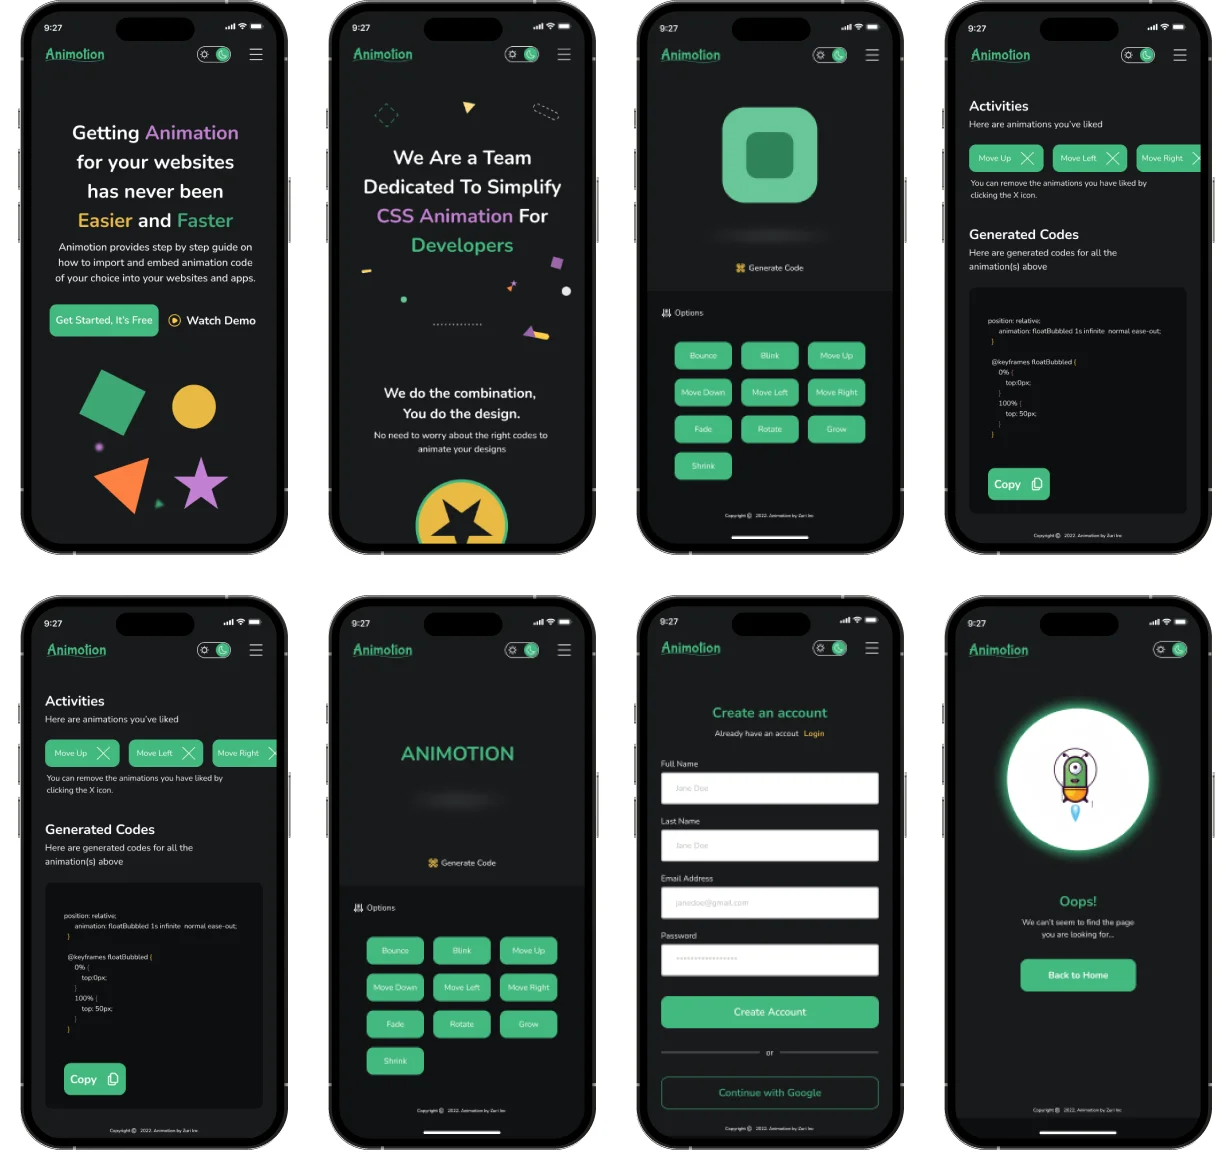 9:27
Animotion
Getting Animation
for your websites
has never been
Easier and Faster
Animotion provides step by step guide on
how to import and embed animation code
of your choice into your websites and apps.
Get Started, It's Free
Watch Demo
9:27
Animotion
We Are a Team
Dedicated To Simplify
CSS Animation For
Developers
We do the combination,
You do the design.
No need to worry about the right codes to
animate your designs
9:27
Animotion
Generate Code
Options
Bounce
Blink
Move Up
Move Down
Move Left
Move Right
Fade
Rotate
Grow
Shrink
Copyright © 2022. Animotion by Zuri Inc
9:27
Animotion
Activities
Here are animations you've liked
Move Up
Move Left
Move Right
You can remove the animations you have liked by
clicking the X icon.
Generated Codes
Here are generated codes for all the
animation(s) above
position: relative;
animation: floatBubbled 1s infinite normal ease-out;
}
@keyframes floatBubbled {
0% {
top:0px;
}
100% {
top: 50px;
}
}
Copy
Copyright © 2022. Animotion by Zuri Inc
9:27
Animotion
Activities
Here are animations you've liked
Move Up
Move Left
Move Right
You can remove the animations you have liked by
clicking the X icon.
Generated Codes
Here are generated codes for all the
animation(s) above
position: relative;
animation: floatBubbled 1s infinite normal ease-out;
}
@keyframes floatBubbled {
0% {
top:0px;
}
100% {
top: 50px;
}
}
Copy
Copyright © 2022. Animotion by Zuri Inc
9:27
Animotion
ANIMOTION
Generate Code
Options
Bounce
Blink
Move Up
Move Down
Move Left
Move Right
Fade
Rotate
Grow
Shrink
Copyright © 2022. Animotion by Zuri Inc
9:27
Animotion
Create an account
Already have an accout Login
Full Name
Jane Doe
Last Name
Jane Doe
Email Address
janedoe@gmail.com
Password
*****************
Create Account
or
Continue with Google
Copyright © 2022. Animotion by Zuri Inc
9:27
Animotion
Oops!
We can't seem to find the page
you are looking for...
Back to Home
Copyright © 2022. Animotion by Zuri Inc